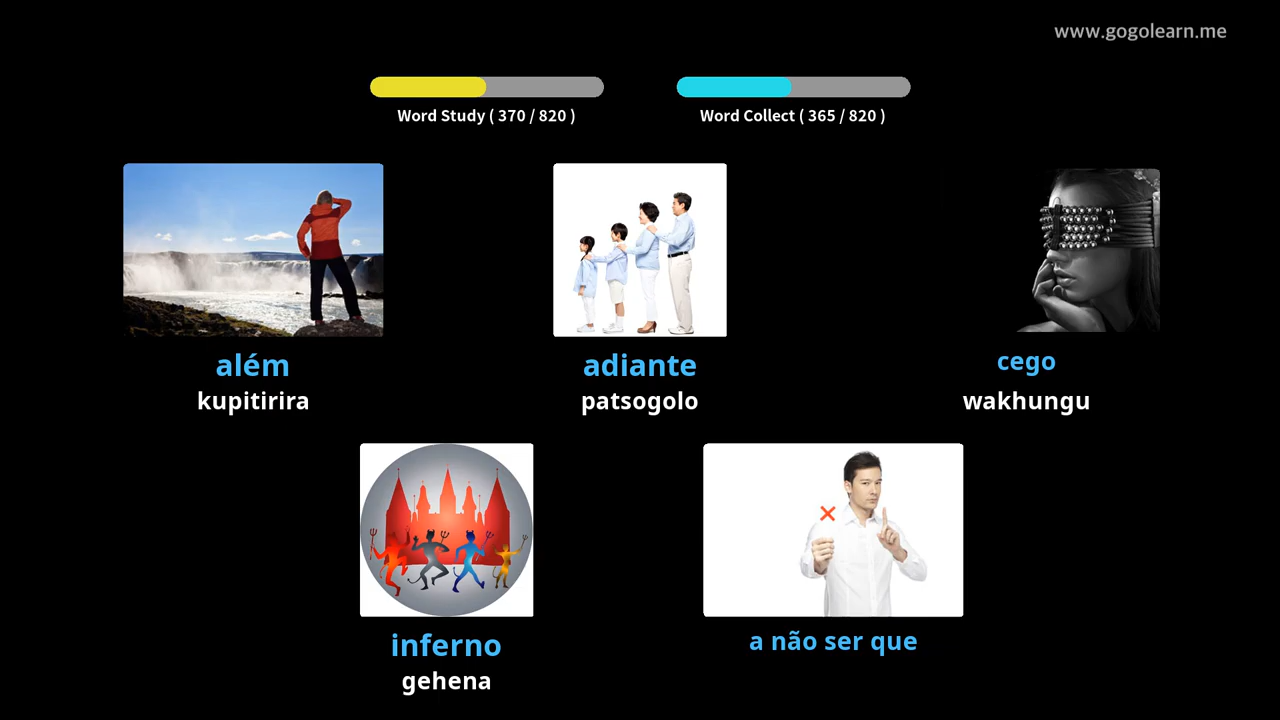 www.gogolearn.me
Word Study ( 370 / 820 )
Word Collect ( 365 / 820 )
além
kupitirira
adiante
patsogolo
cego
wakhungu
inferno
gehena
a não ser que